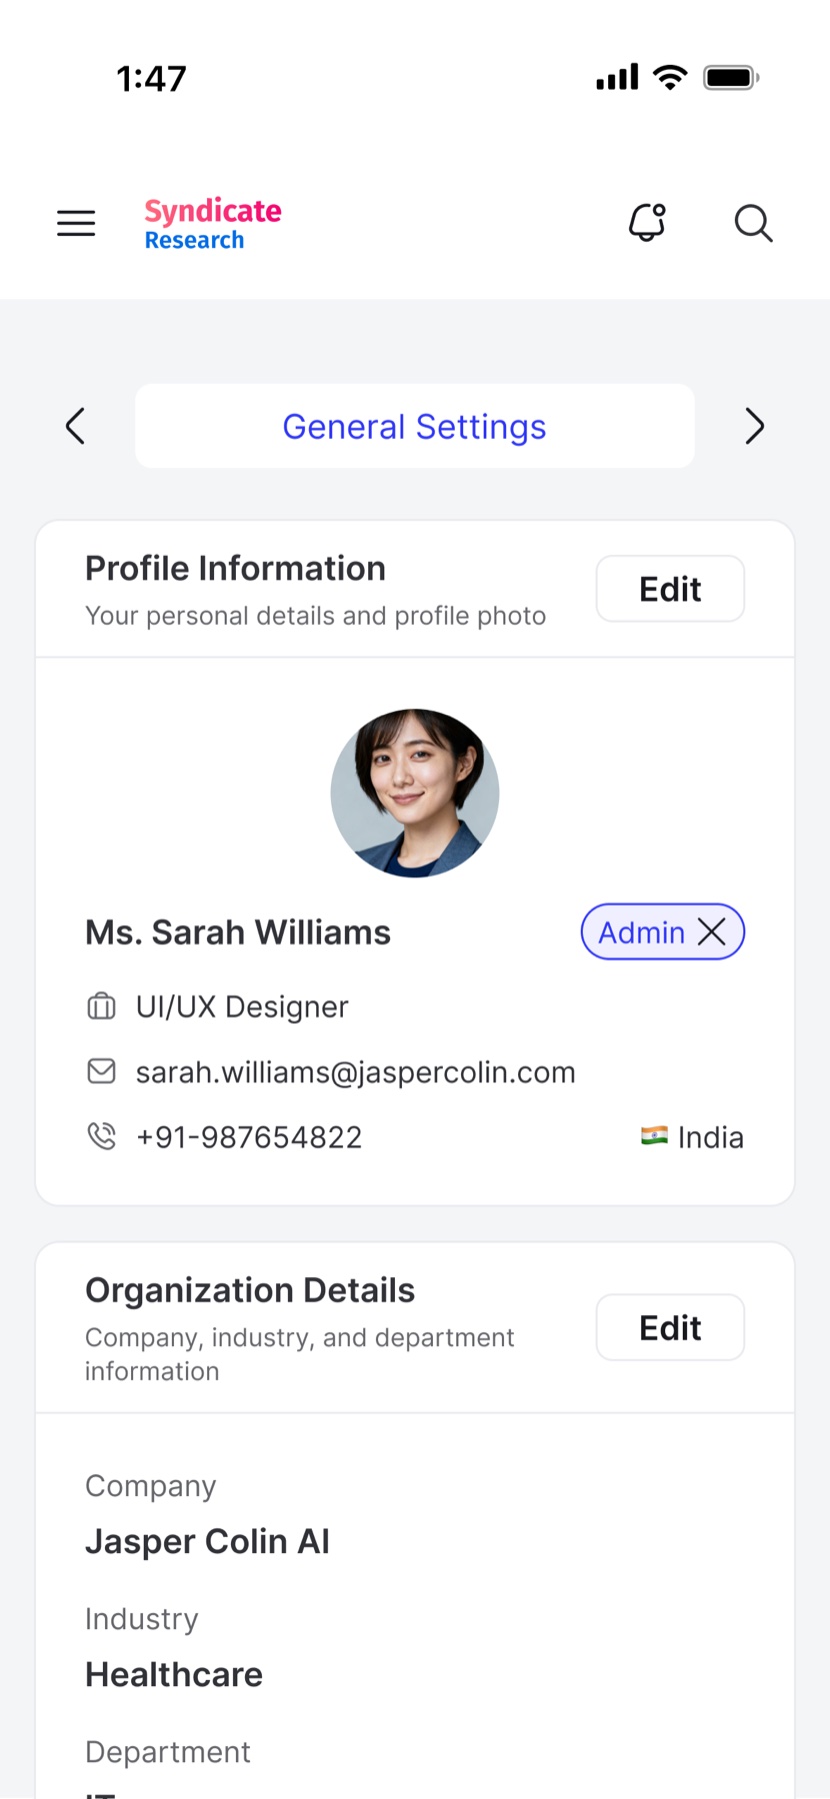 1:47
Syndicate
Research
General Settings
Profile Information
Edit
Your personal details and profile photo
Ms. Sarah Williams
Admin
UI/UX Designer
sarah.williams@jaspercolin.com
+91-987654822
India
Organization Details
Edit
Company, industry, and department
information
Company
Jasper Colin AI
Industry
Healthcare
Department